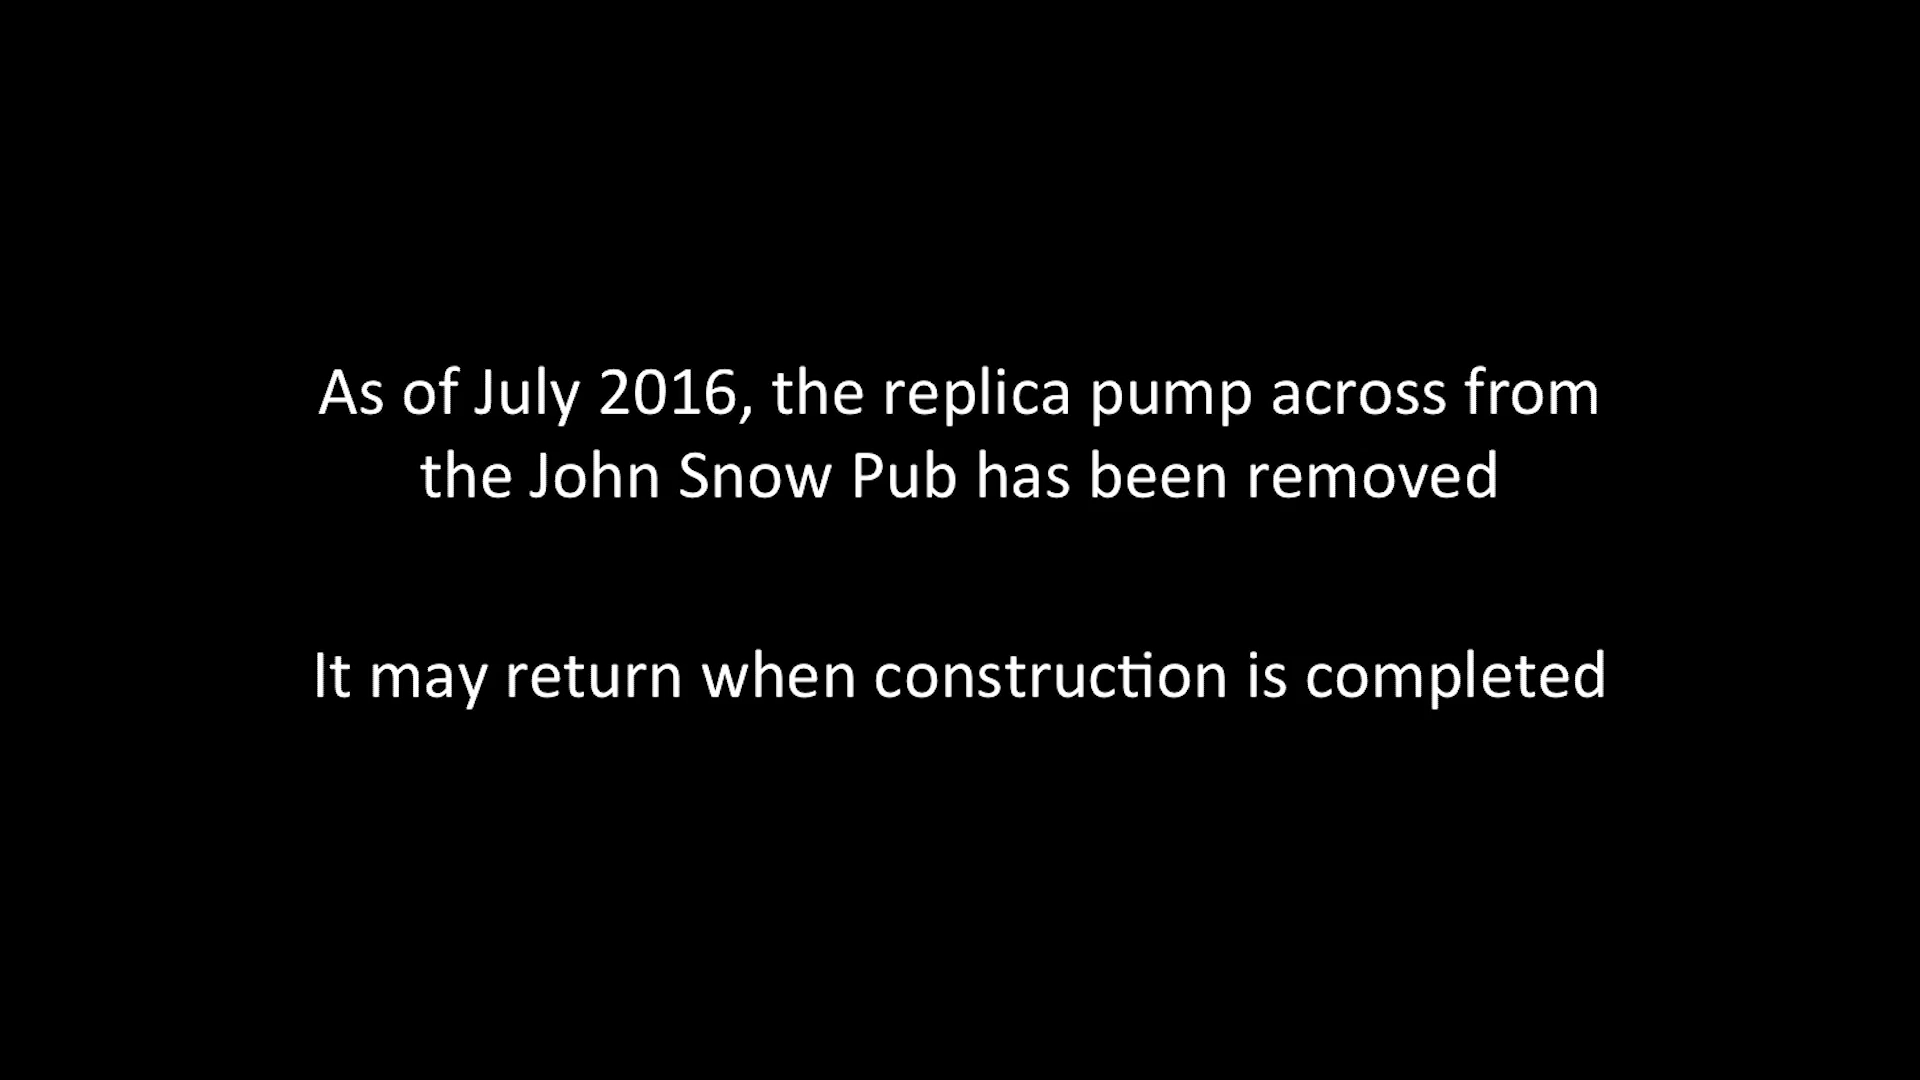 As of July 2016, the replica pump across from
the John Snow Pub has been removed
It may return when construction is completed